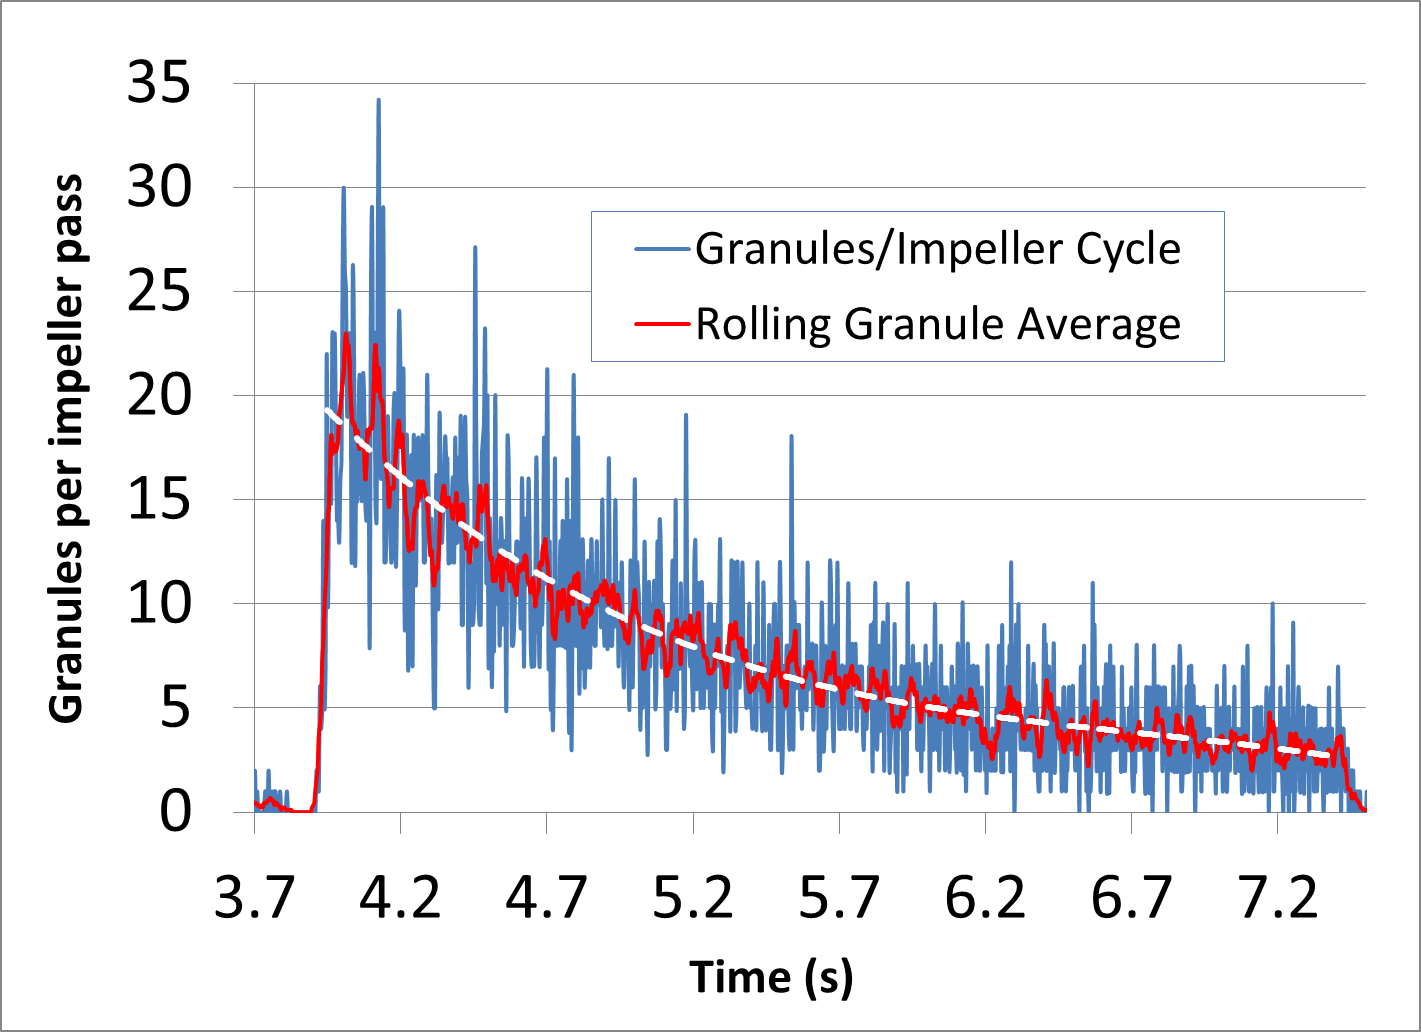 35
30
25
20
15
10
5
0
Granules per impeller pass
Granules/Impeller Cycle
Rolling Granule Average
3.7 4.2 4.7 5.2 5.7 6.2 6.7 7.2
Time (s)